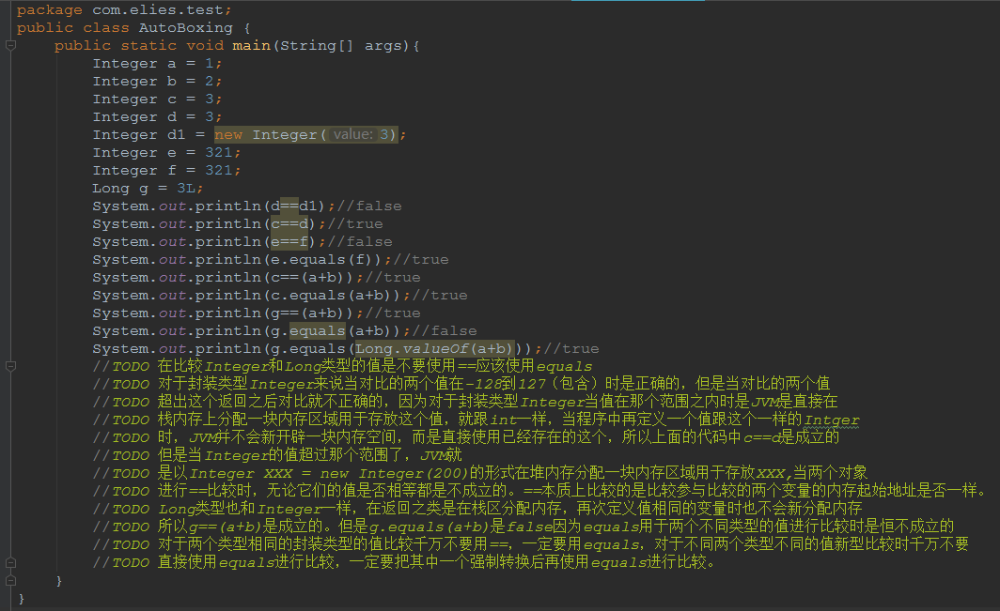 package com.elies.test;
public class AutoBoxing {
public static void main(String[] args){
Integer a = 1;
Integer b = 2;
Integer c = 3;
Integer d = 3;
Integer d1 = new Integer( value: 3);
Integer e = 321;
Integer f = 321;
Long g = 3L;
System.out.println(d==d1);//false
System.out.println(c==d);//true
System.out.println(e==f);//false
System.out.println(e.equals(f));//true
System.out.println(c==(a+b));//true
System.out.println(c.equals(a+b));//true
System.out.println(g==(a+b));//true
System.out.println(g.equals(a+b));//false
System.out.println(g.equals(Long.valueOf(a+b)));//true
//TODO 在比较Integer和Long类型的值是不要使用==应该使用equals
//TODO 对于封装类型Integer来说当对比的两个值在-128到127（包含）时是正确的，但是当对比的两个值
//TODO 超出这个返回之后对比就不正确的，因为对于封装类型Integer当值在那个范围之内时是JVM是直接在
//TODO 栈内存上分配一块内存区域用于存放这个值，就跟int一样，当程序中再定义一个值跟这个一样的Intger
//TODO 时，JVM并不会新开辟一块内存空间，而是直接使用已经存在的这个，所以上面的代码中c==d是成立的
//TODO 但是当Integer的值超过那个范围了，JVM就
//TODO 是以Integer XXX = new Integer(200)的形式在堆内存分配一块内存区域用于存放XXX,当两个对象
//TODO 进行==比较时，无论它们的值是否相等都是不成立的。==本质上比较的是比较参与比较的两个变量的内存起始地址是否一样。
//TODO Long类型也和Integer一样，在返回之类是在栈区分配内存，再次定义值相同的变量时也不会新分配内存
//TODO 所以g==(a+b)是成立的。但是g.equals(a+b)是false因为equals用于两个不同类型的值进行比较时是恒不成立的
//TODO 对于两个类型相同的封装类型的值比较千万不要用==，一定要用equals，对于不同两个类型不同的值新型比较时千万不要
//TODO 直接使用equals进行比较，一定要把其中一个强制转换后再使用equals进行比较。
}
}